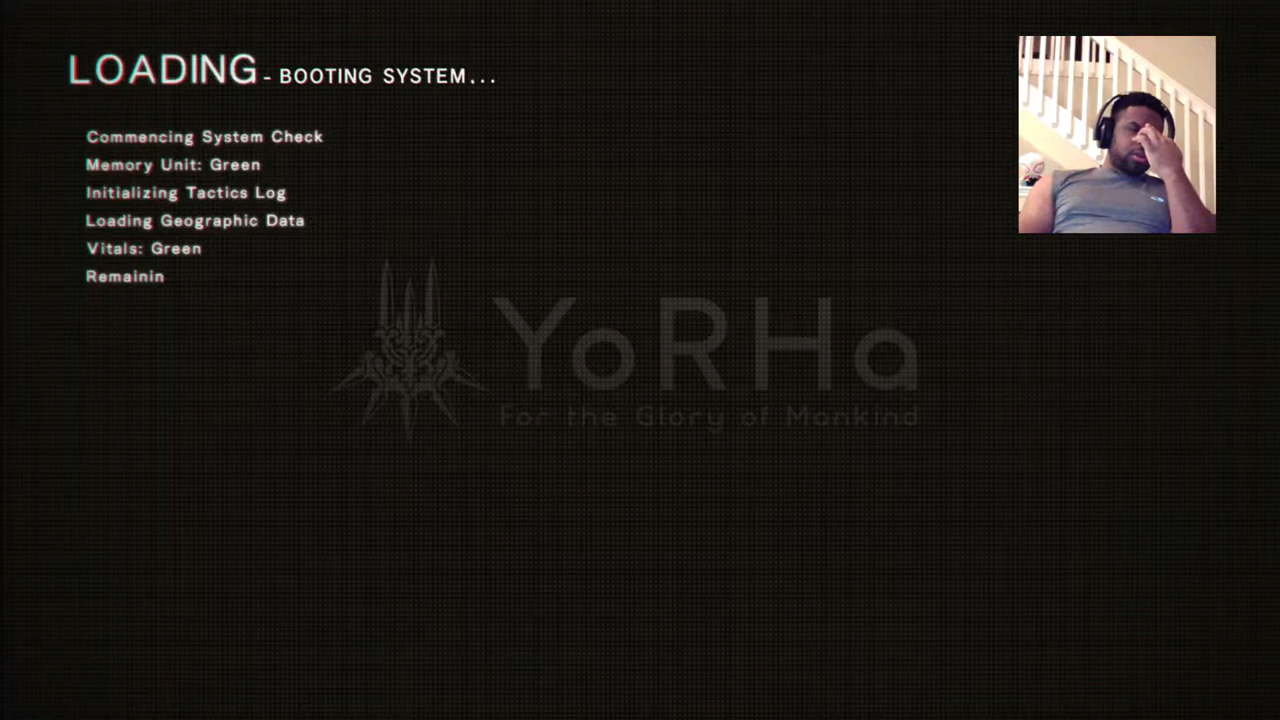 LOADING - BOOTING SYSTEM...
Commencing System Check
Memory Unit: Green
Initializing Tactics Log
Loading Geographic Data
Vitals: Green
Remainin
YoRHa
For the Glory of Mankind